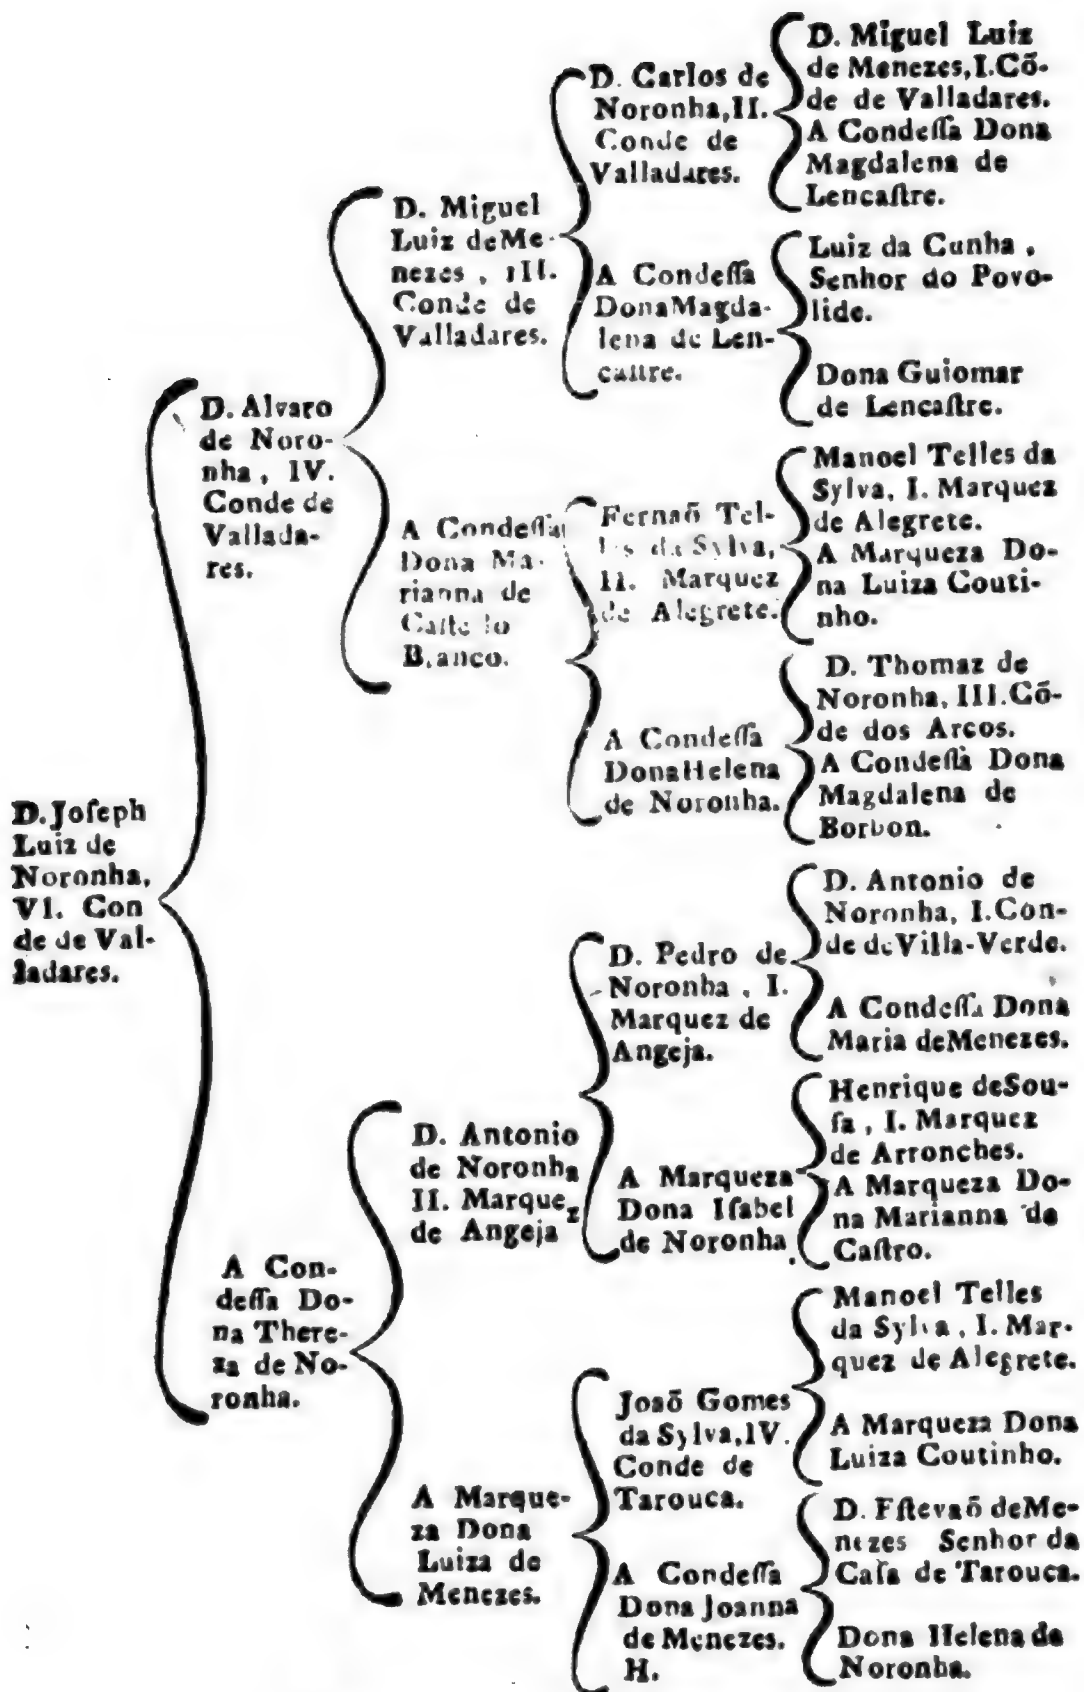 D. Joſeph
Luiz de
Noronha,
VI. Con
de de Val-
ladares.
D. Alvaro
de Noro-
nha, IV.
Conde de
Vallada-
res.
A Con-
deſſa Do-
na There-
za de No-
ronha.
D. Miguel
Luiz de Me-
nezes, III.
Conde de
Valladares.
A Condeſſa
Dona Ma-
rianna de
Caſtello
Branco.
D. Antonio
de Noronha
II. Marquez
de Angeja
A Marque-
za Dona
Luiza de
Menezes.
D. Carlos de
Noronha, II.
Conde de
Valladares.
A Condeſſa
Dona Magda-
lena de Len-
caſtre.
Fernaõ Tel-
les da Sylva,
II. Marquez
de Alegrete.
A Condeſſa
Dona Helena
de Noronha.
D. Pedro de
Noronha, I.
Marquez de
Angeja.
A Marqueza
Dona Iſabel
de Noronha.
Joaõ Gomes
da Sylva, IV.
Conde de
Tarouca.
A Condeſſa
Dona Joanna
de Menezes.
H.
D. Miguel Luiz
de Menezes, I. Cõ-
de de Valladares.
A Condeſſa Dona
Magdalena de
Lencaſtre.
Luiz da Cunha,
Senhor do Povo-
lide.
Dona Guiomar
de Lencaſtre.
Manoel Telles da
Sylva, I. Marquez
de Alegrete.
A Marqueza Do-
na Luiza Couti-
nho.
D. Thomaz de
Noronha, III. Cõ-
de dos Arcos.
A Condeſſà Dona
Magdalena de
Borbon.
D. Antonio de
Noronha, I. Con-
de de Villa-Verde.
A Condeſſa Dona
Maria de Menezes.
Henrique de Sou-
ſa, I. Marquez
de Arronches.
A Marqueza Do-
na Marianna de
Caſtro.
Manoel Telles
da Sylva, I. Mar-
quez de Alegrete.
A Marqueza Dona
Luiza Coutinho.
D. Eſtevaõ de Me-
nezes Senhor da
Caſa de Tarouca.
Dona Helena de
Noronha.